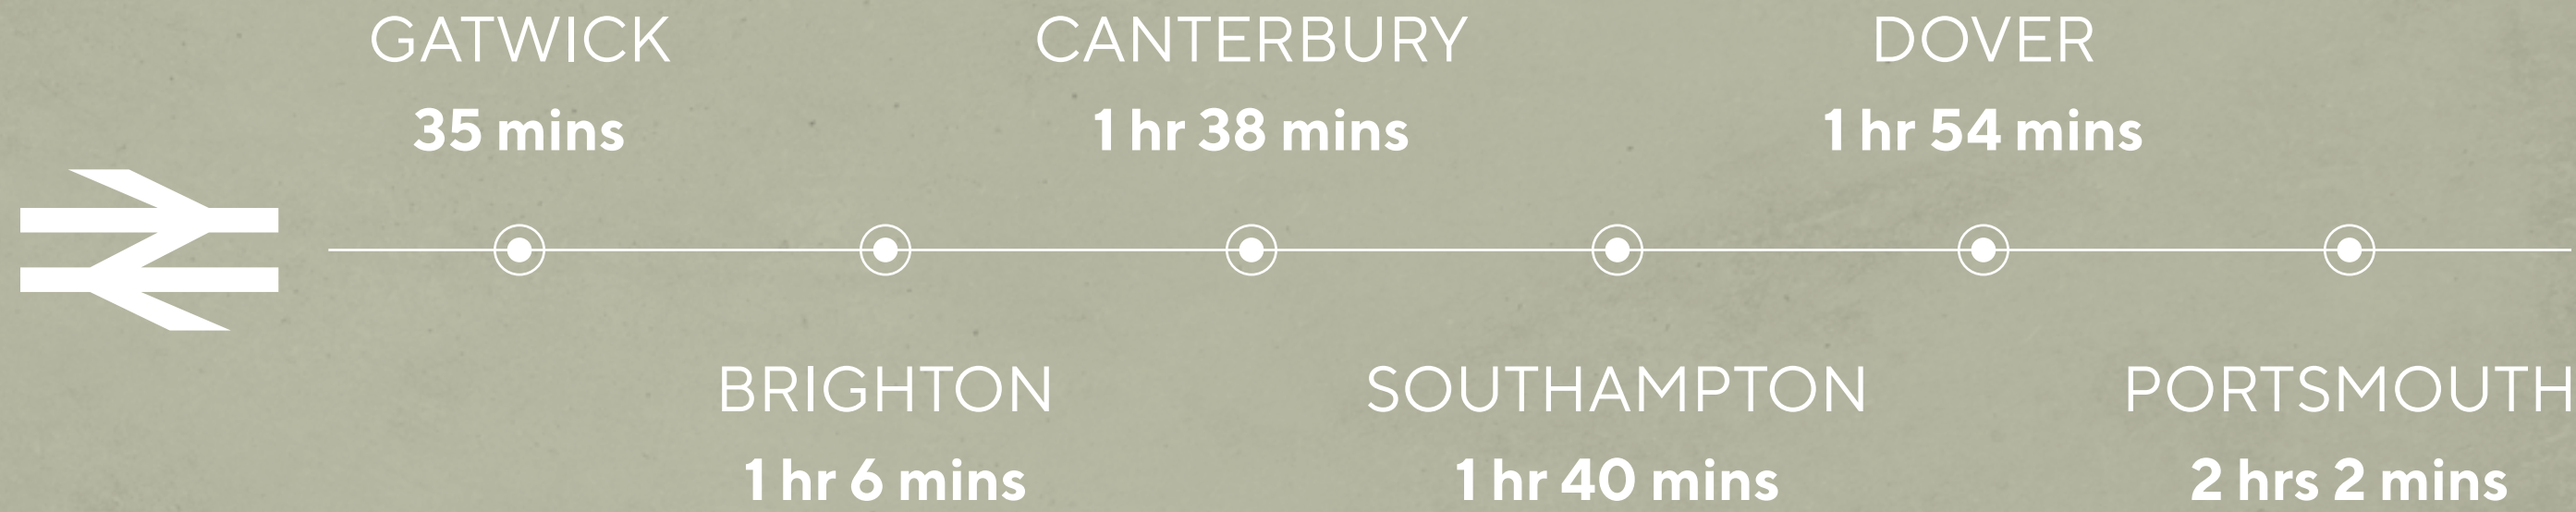 GATWICK
35 mins
BRIGHTON
1 hr 6 mins
CANTERBURY
1 hr 38 mins
SOUTHAMPTON
1 hr 40 mins
DOVER
1 hr 54 mins
PORTSMOUTH
2 hrs 2 mins